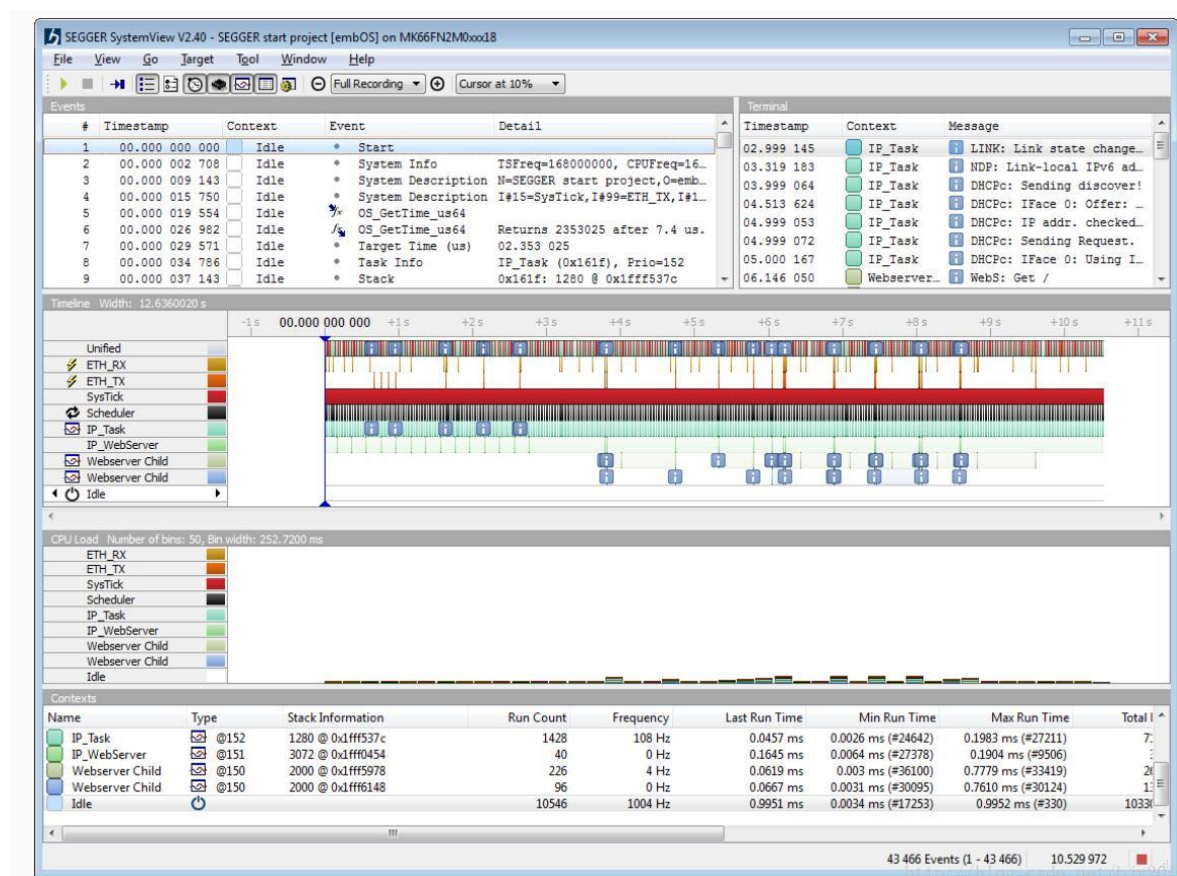 SEGGER SystemView V2.40 - SEGGER start project [embOS] on MK66FN2M0xxx18
File View Go Target Tool Window Help
Full Recording Cursor at 10%
Events
# Timestamp Context Event Detail
1 00.000 000 000 Idle Start
2 00.000 002 708 Idle System Info TSFreq=168000000, CPUFreq=16…
3 00.000 009 143 Idle System Description N=SEGGER start project,O=emb…
4 00.000 015 750 Idle System Description I#15=SysTick,I#99=ETH_TX,I#1…
5 00.000 019 554 Idle OS_GetTime_us64
6 00.000 026 982 Idle OS_GetTime_us64 Returns 2353025 after 7.4 us.
7 00.000 029 571 Idle Target Time (us) 02.353 025
8 00.000 034 786 Idle Task Info IP_Task (0x161f), Prio=152
9 00.000 037 143 Idle Stack 0x161f: 1280 @ 0x1fff537c
Terminal
Timestamp Context Message
02.999 145 IP_Task LINK: Link state change…
03.319 183 IP_Task NDP: Link-local IPv6 ad…
03.999 064 IP_Task DHCPc: Sending discover!
04.513 624 IP_Task DHCPc: IFace 0: Offer: …
04.999 053 IP_Task DHCPc: IP addr. checked…
04.999 072 IP_Task DHCPc: Sending Request.
05.000 167 IP_Task DHCPc: IFace 0: Using I…
06.146 050 Webserver… WebS: Get /
Timeline Width: 12.6360020 s
-1 s 00.000 000 000 +1 s +2 s +3 s +4 s +5 s +6 s +7 s +8 s +9 s +10 s +11 s
Unified
ETH_RX
ETH_TX
SysTick
Scheduler
IP_Task
IP_WebServer
Webserver Child
Webserver Child
Idle
CPU Load Number of bins: 50, Bin width: 252.7200 ms
ETH_RX
ETH_TX
SysTick
Scheduler
IP_Task
IP_WebServer
Webserver Child
Webserver Child
Idle
Contexts
Name Type Stack Information Run Count Frequency Last Run Time Min Run Time Max Run Time Total
IP_Task @152 1280 @ 0x1fff537c 1428 108 Hz 0.0457 ms 0.0026 ms (#24642) 0.1983 ms (#27211)
IP_WebServer @151 3072 @ 0x1fff0454 40 0 Hz 0.1645 ms 0.0064 ms (#27378) 0.1904 ms (#9506)
Webserver Child @150 2000 @ 0x1fff5978 226 4 Hz 0.0619 ms 0.003 ms (#36100) 0.7779 ms (#33419)
Webserver Child @150 2000 @ 0x1fff6148 96 0 Hz 0.0667 ms 0.0031 ms (#30095) 0.7610 ms (#30124)
Idle 10546 1004 Hz 0.9951 ms 0.0034 ms (#17253) 0.9952 ms (#330) 1033
43 466 Events (1 - 43 466) 10.529 972